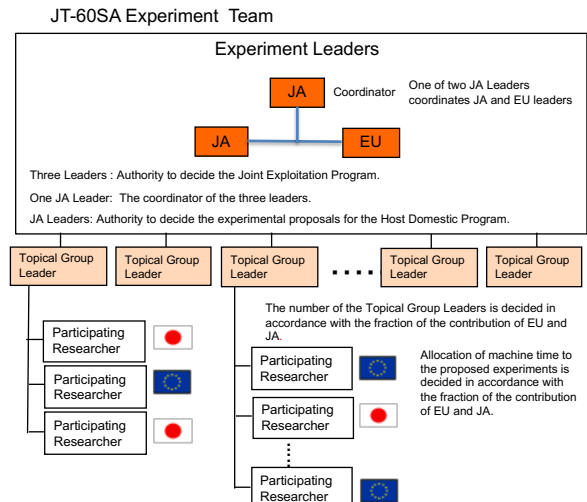 JT-60SA Experiment Team
Experiment Leaders
JA
Coordinator
One of two JA Leaders
coordinates JA and EU leaders
JA
EU
Three Leaders : Authority to decide the Joint Exploitation Program.
One JA Leader: The coordinator of the three leaders.
JA Leaders: Authority to decide the experimental proposals for the Host Domestic Program.
Topical Group
Leader
Topical Group
Leader
Topical Group
Leader
Topical Group
Leader
Topical Group
Leader
The number of the Topical Group Leaders is decided in
accordance with the fraction of the contribution of EU and
JA.
Participating
Researcher
Participating
Researcher
Participating
Researcher
Participating
Researcher
Participating
Researcher
Participating
Researcher
Allocation of machine time to
the proposed experiments is
decided in accordance with
the fraction of the contribution
of EU and JA.